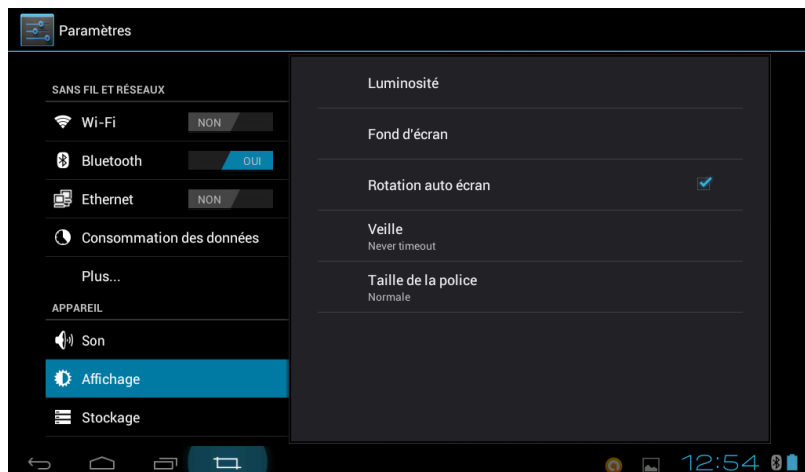 Paramètres
SANS FIL ET RÉSEAUX
Wi-Fi NON
Bluetooth OUI
Ethernet NON
Consommation des données
Plus...
APPAREIL
Son
Affichage
Stockage
Luminosité
Fond d'écran
Rotation auto écran
Veille
Never timeout
Taille de la police
Normale
12:54